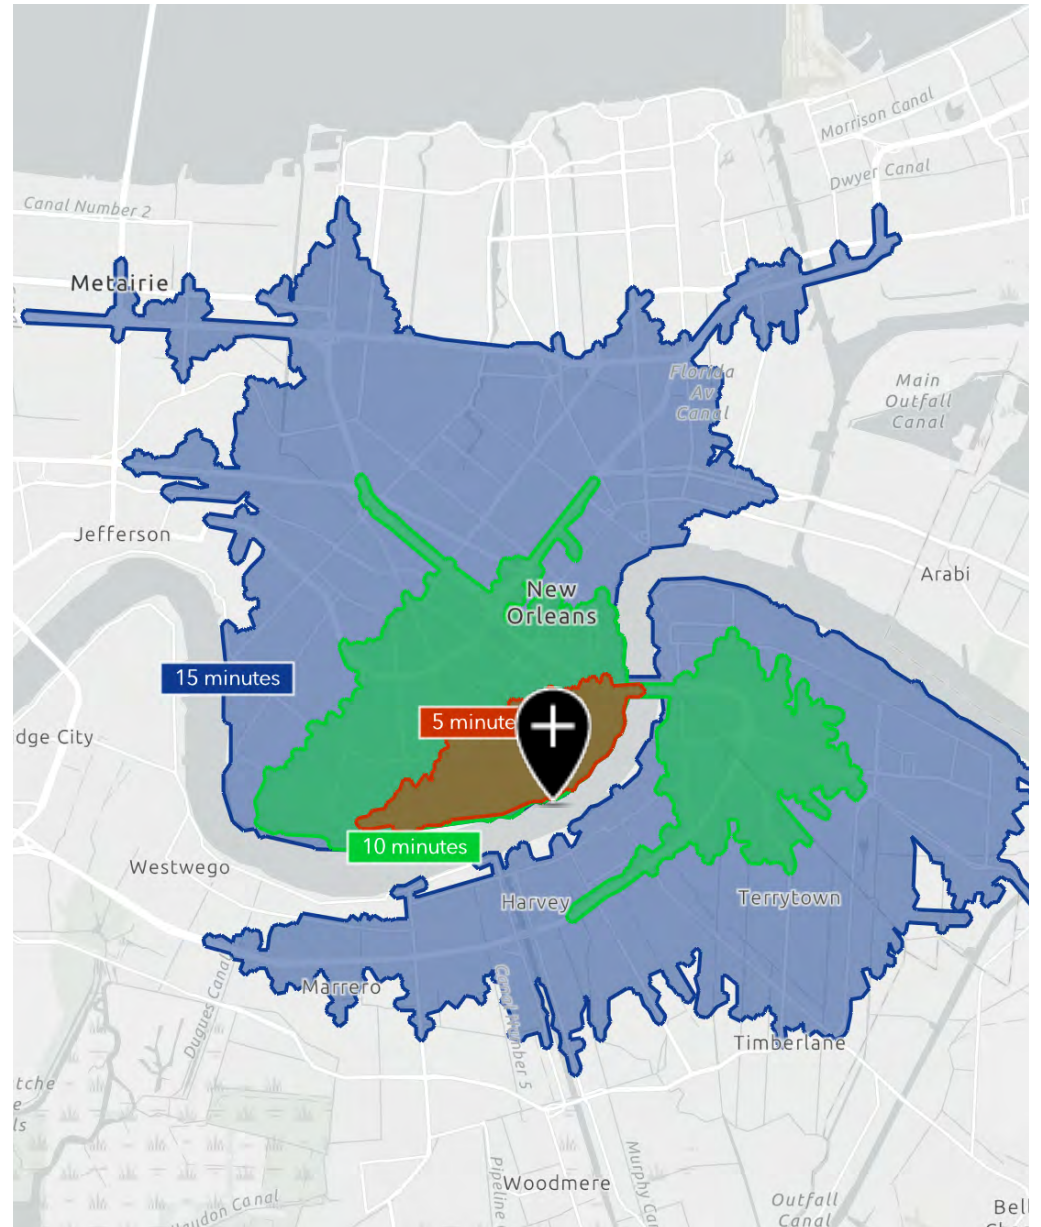 Morrison Canal
Dwyer Canal
Canal Number 2
Metairie
Florida
Av
Canal
Main
Outfall
Canal
Jefferson
Arabi
New
Orleans
15 minutes
5 minute
dge City
10 minutes
Westwego
Harvey
Terrytown
Marrero
Dugues Canal
Canal Number 5
Timberlane
tche
e
ls
Murphy Ca
Pipeline
Woodmere
Outfall
Canal
Bell
Canal